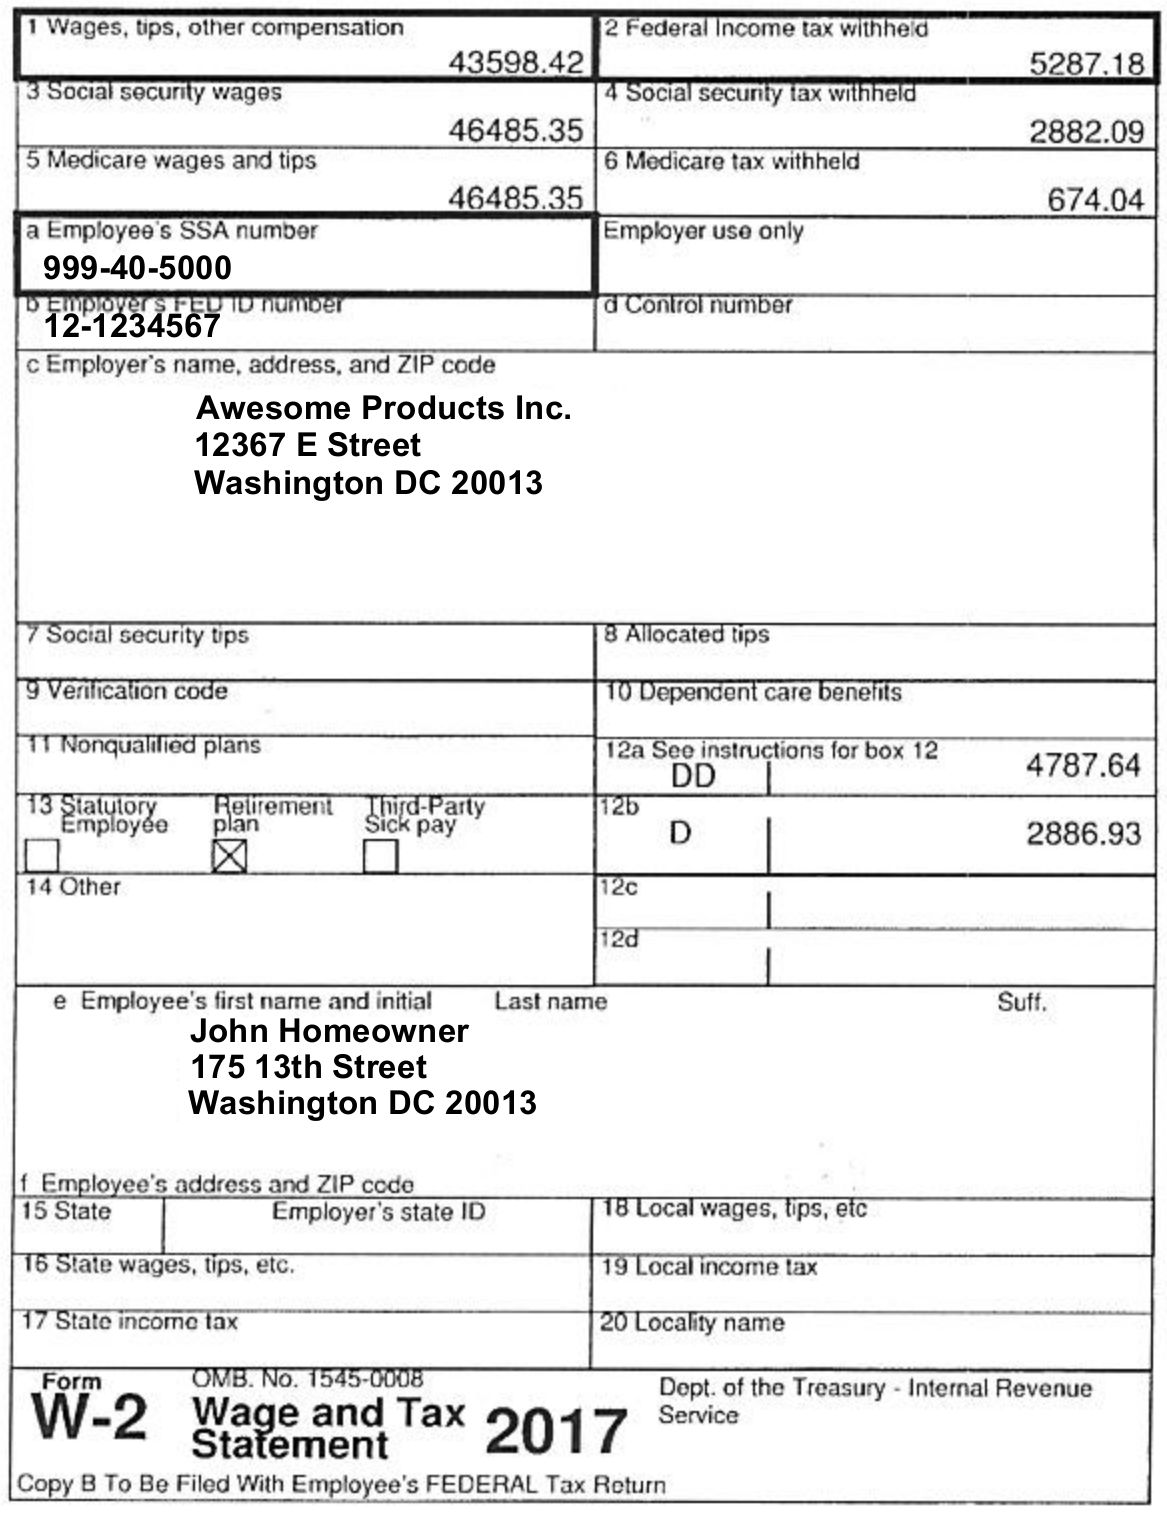 1 Wages, tips, other compensation
43598.42
2 Federal Income tax withheld
5287.18
3 Social security wages
46485.35
4 Social security tax withheld
2882.09
5 Medicare wages and tips
46485.35
6 Medicare tax withheld
674.04
a Employee's SSA number
999-40-5000
Employer use only
b Employer's FED ID number
12-1234567
d Control number
c Employer's name, address, and ZIP code
Awesome Products Inc.
12367 E Street
Washington DC 20013
7 Social security tips
8 Allocated tips
9 Verification code
10 Dependent care benefits
11 Nonqualified plans
12a See instructions for box 12
DD 4787.64
13 Statutory Employee
Retirement plan
Third-Party Sick pay
12b
D 2886.93
14 Other
12c
12d
e Employee's first name and initial Last name Suff.
John Homeowner
175 13th Street
Washington DC 20013
f Employee's address and ZIP code
15 State Employer's state ID
18 Local wages, tips, etc
16 State wages, tips, etc.
19 Local income tax
17 State income tax
20 Locality name
Form
W-2
OMB. No. 1545-0008
Wage and Tax
Statement
2017
Dept. of the Treasury - Internal Revenue
Service
Copy B To Be Filed With Employee's FEDERAL Tax Return